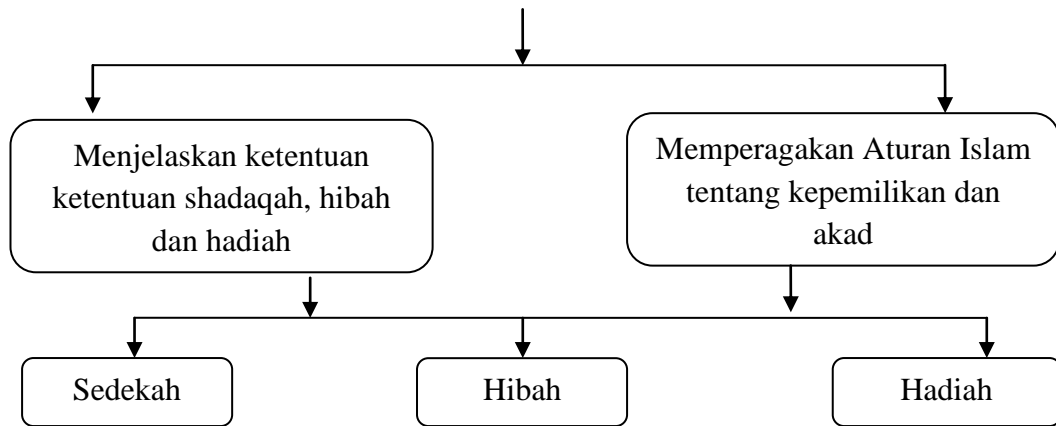 Menjelaskan ketentuan
ketentuan shadaqah, hibah
dan hadiah
Memperagakan Aturan Islam
tentang kepemilikan dan
akad
Sedekah
Hibah
Hadiah